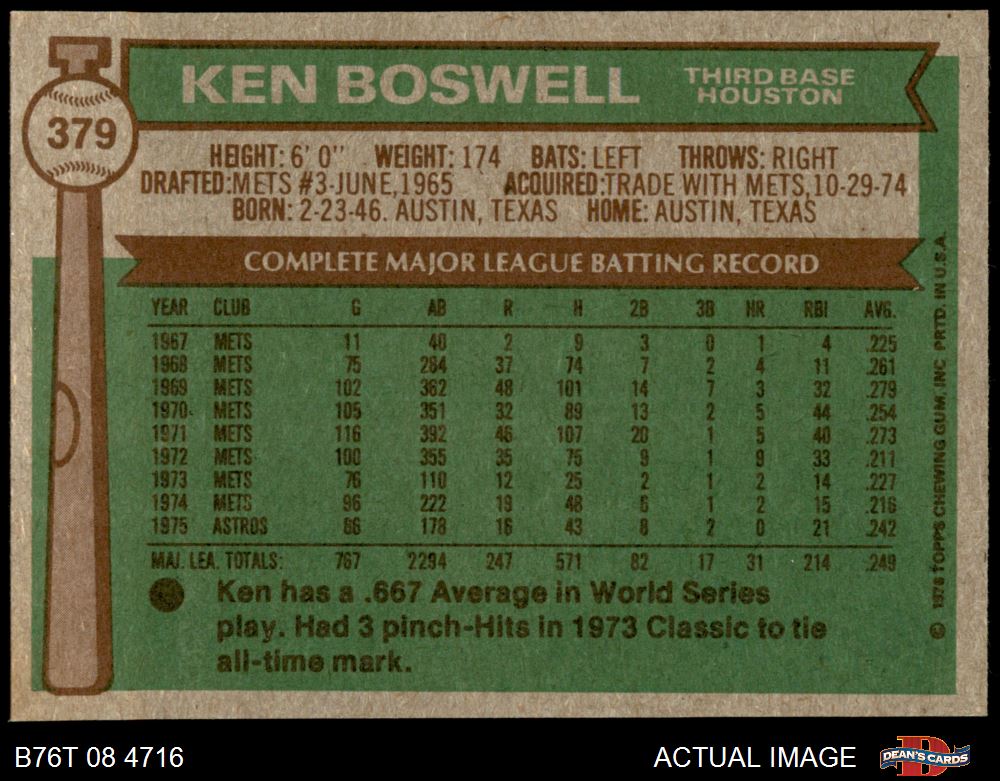 KEN BOSWELL
THIRD BASE
HOUSTON
379
HEIGHT: 6' 0" WEIGHT: 174 BATS: LEFT THROWS: RIGHT
DRAFTED: METS #3-JUNE, 1965 ACQUIRED: TRADE WITH METS, 10-29-74
BORN: 2-23-46. AUSTIN, TEXAS HOME: AUSTIN, TEXAS
COMPLETE MAJOR LEAGUE BATTING RECORD
YEAR CLUB G AB R H 2B 3B HR RBI AVG.
1967 METS 11 40 2 9 3 0 1 4 .225
1968 METS 75 284 37 74 7 2 4 11 .261
1969 METS 102 362 48 101 14 7 3 32 .279
1970 METS 105 351 32 89 13 2 5 44 .254
1971 METS 116 392 46 107 20 1 5 40 .273
1972 METS 100 355 35 75 9 1 9 33 .211
1973 METS 76 110 12 25 2 1 2 14 .227
1974 METS 96 222 19 48 6 1 2 15 .216
1975 ASTROS 86 178 16 43 8 2 0 21 .242
MAJ. LEA. TOTALS: 767 2294 247 571 82 17 31 214 .249
Ken has a .667 Average in World Series
play. Had 3 pinch-Hits in 1973 Classic to tie
all-time mark.
© 1976 TOPPS CHEWING GUM, INC PRTD. IN U.S.A.
B76T 08 4716
ACTUAL IMAGE
DEAN'S CARDS